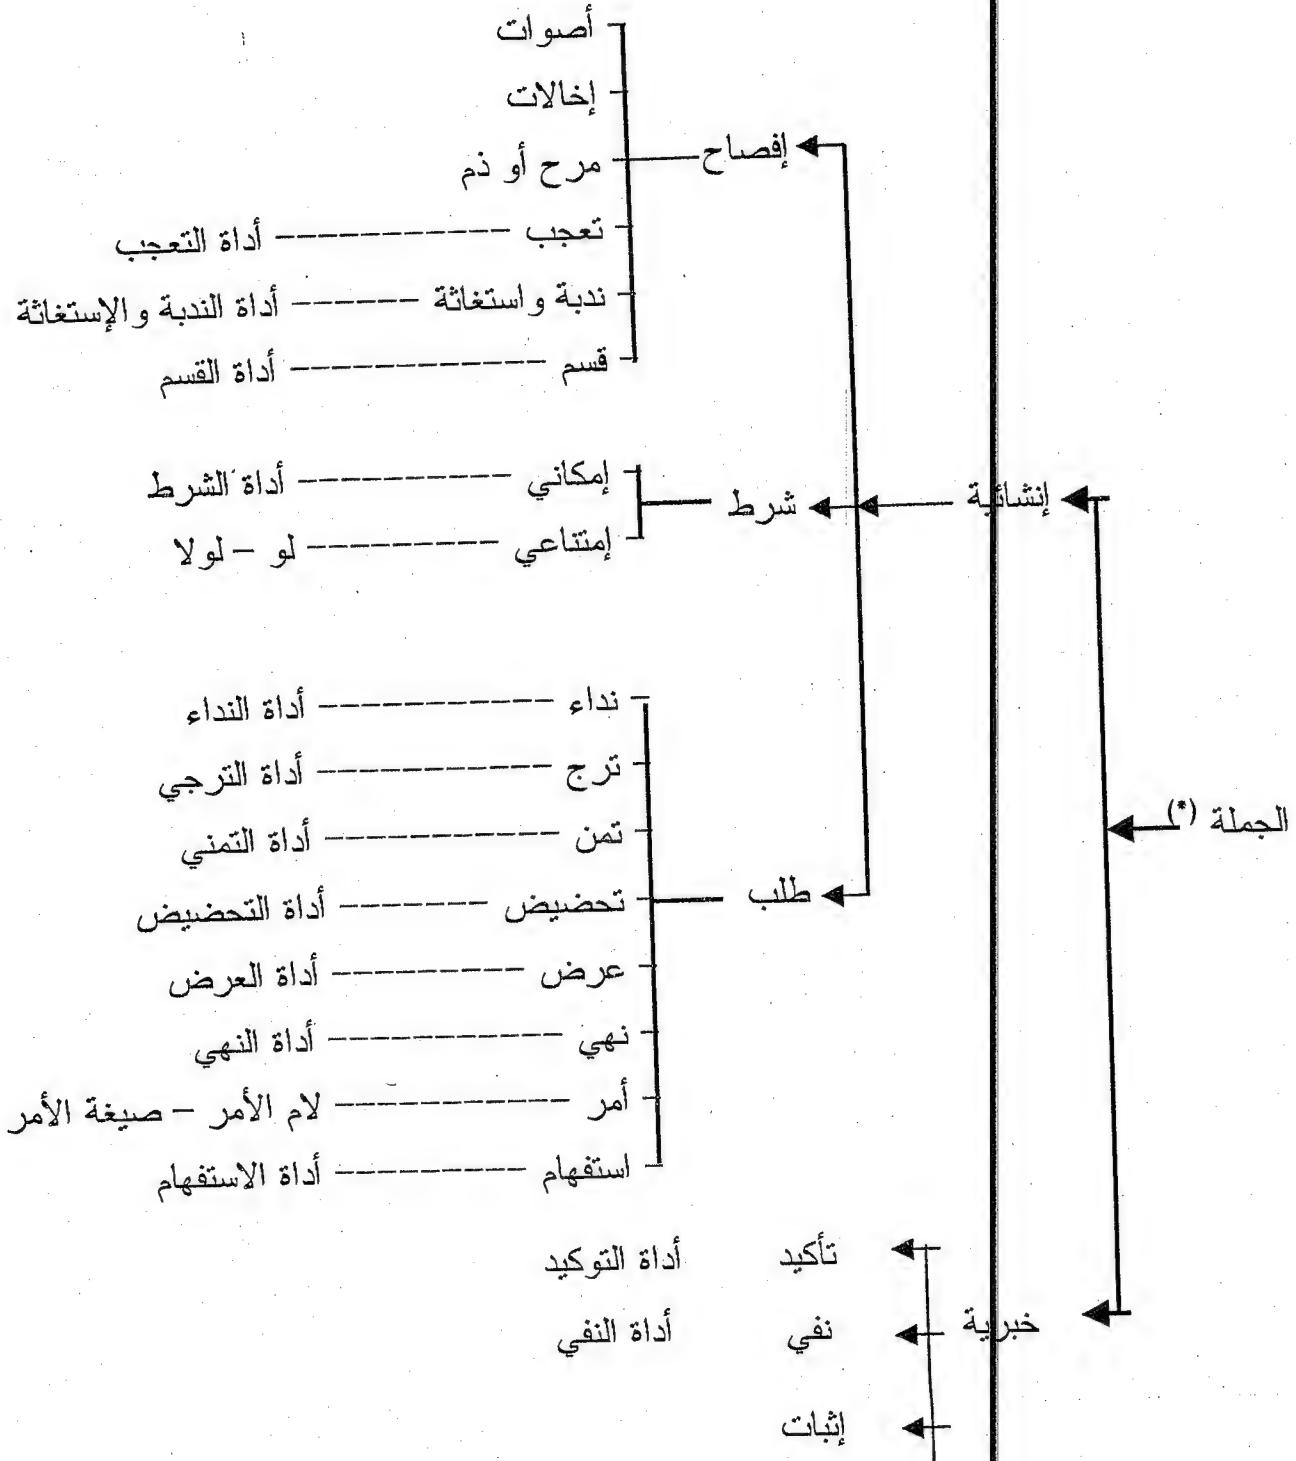 أصوات
إخالات
إفصاح مرح أو ذم
تعجب ----------- أداة التعجب
ندبة واستغاثة ------ أداة الندبة والإستغاثة
قسم ------------ أداة القسم
إمكاني ---------- أداة الشرط
إنشائية شرط
إمتناعي --------- لو – لولا
نداء ----------- أداة النداء
ترج ----------- أداة الترجي
الجملة (*)
تمن ----------- أداة التمني
طلب تحضيض ------- أداة التحضيض
عرض --------- أداة العرض
نهي ----------- أداة النهي
أمر ----------- لام الأمر – صيغة الأمر
استفهام --------- أداة الاستفهام
تأكيد أداة التوكيد
خبرية نفي أداة النفي
إثبات